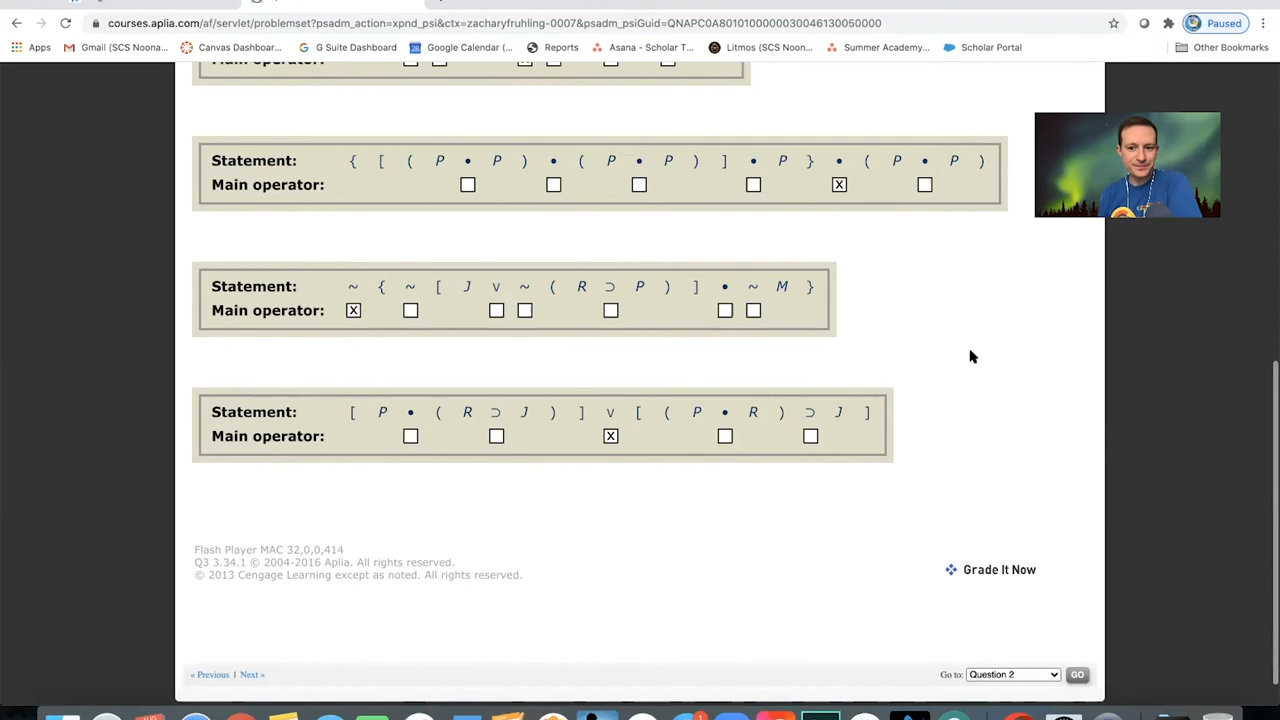 courses.aplia.com/af/servlet/problemset?psadm_action=xpnd_psi&ctx=zacharyfruhling-0007&psadm_psiGuid=QNAPC0A80101000000030046130050000
Paused
Apps Gmail (SCS Noona... Canvas Dashboar... G Suite Dashboard Google Calendar (... Reports Asana - Scholar T... Litmos (SCS Noon... Summer Academy... Scholar Portal Other Bookmarks
Statement: { [ ( P • P ) • ( P • P ) ] • P } • ( P • P )
Main operator: X
Statement: ~ { ~ [ J v ~ ( R ⊃ P ) ] • ~ M }
Main operator: X
Statement: [ P • ( R ⊃ J ) ] v [ ( P • R ) ⊃ J ]
Main operator: X
Flash Player MAC 32,0,0,414
Q3 3.34.1 © 2004-2016 Aplia. All rights reserved.
© 2013 Cengage Learning except as noted. All rights reserved.
Grade It Now
« Previous | Next » Go to: Question 2 GO